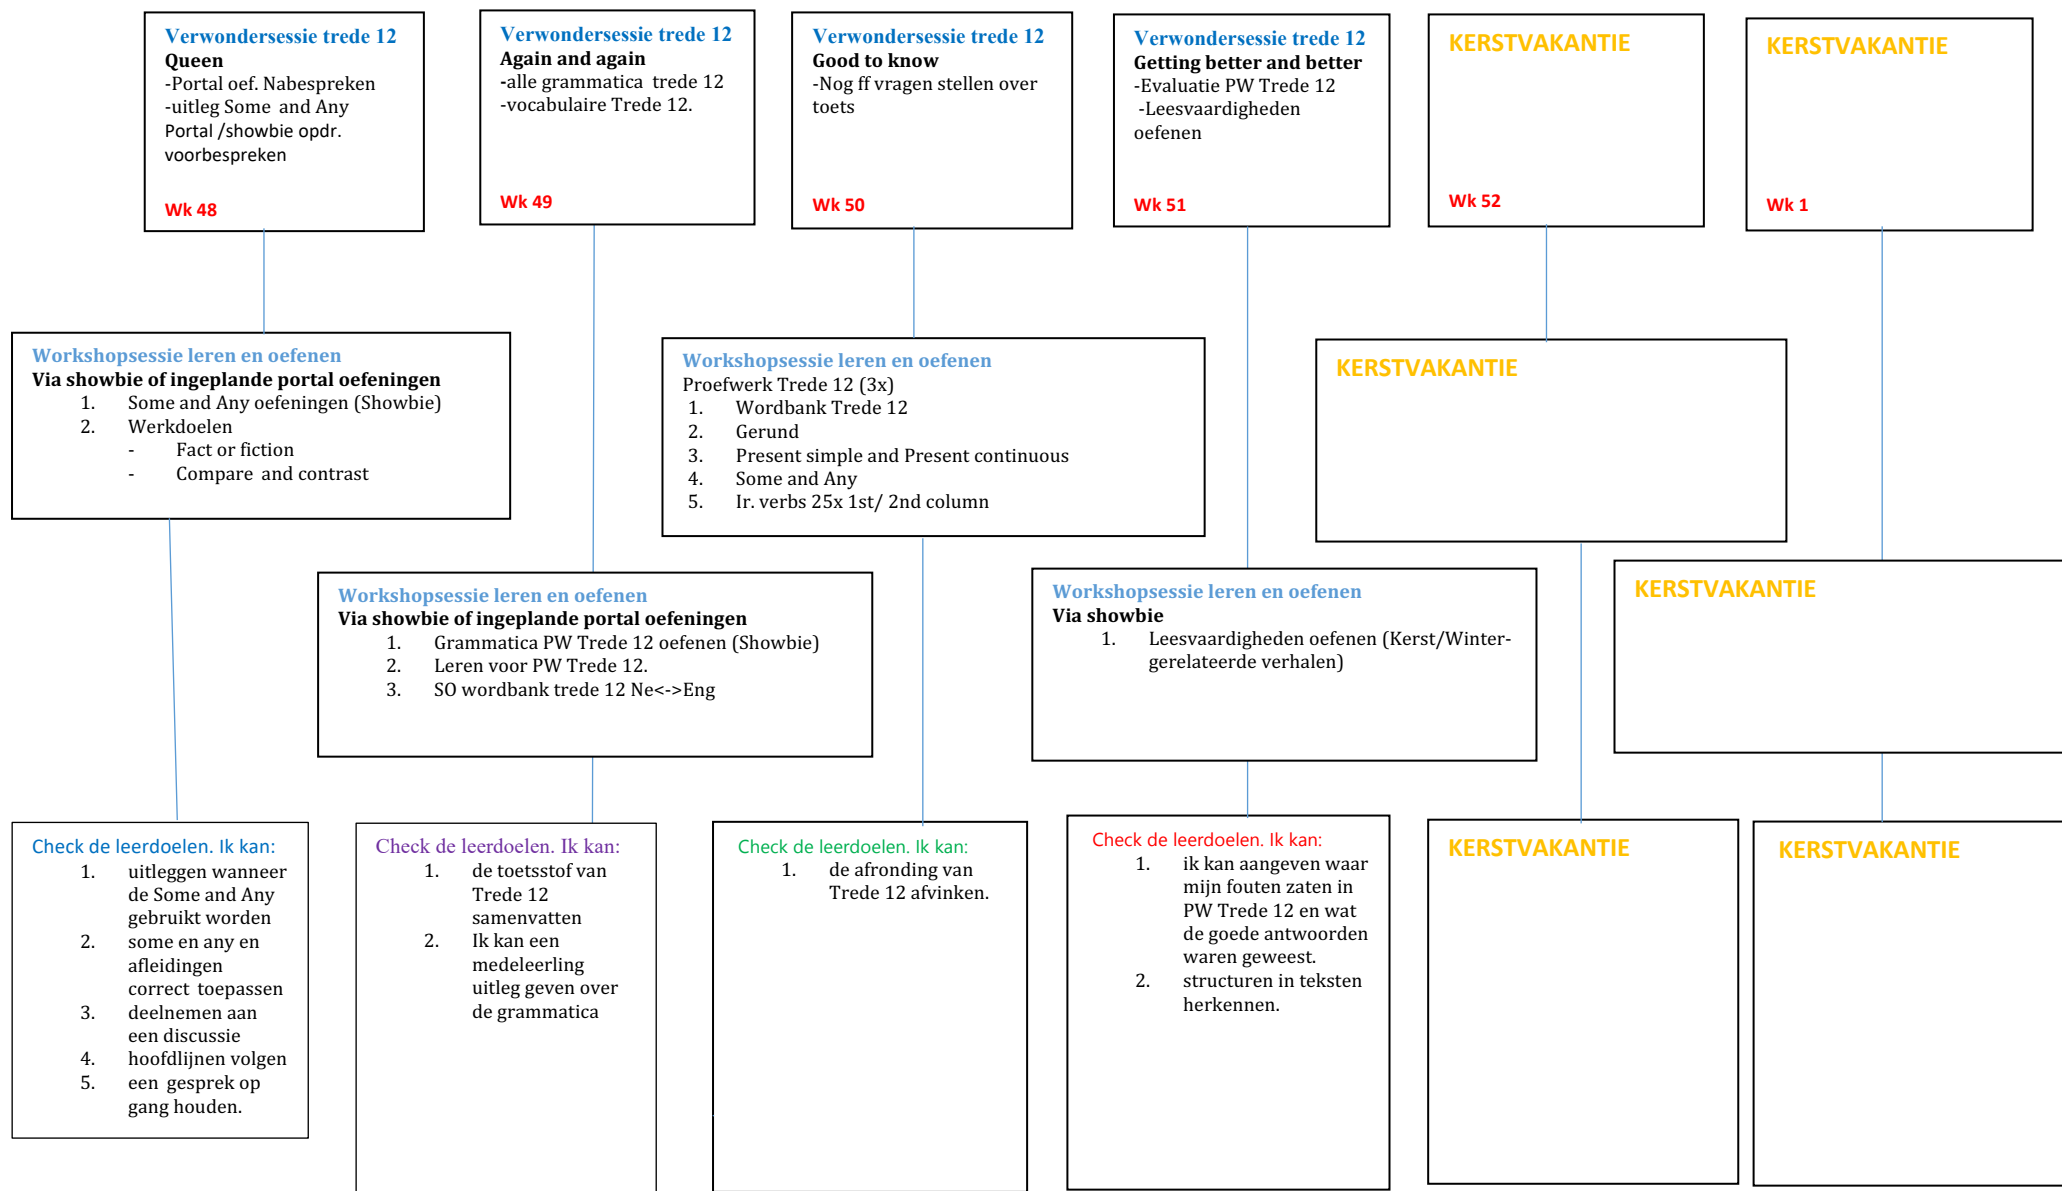 Verwondersessie trede 12
Queen
-Portal oef. Nabespreken
-uitleg Some and Any
Portal /showbie opdr.
voorbespreken
Wk 48
Verwondersessie trede 12
Again and again
-alle grammatica trede 12
-vocabulaire Trede 12.
Wk 49
Verwondersessie trede 12
Good to know
-Nog ff vragen stellen over
toets
Wk 50
Verwondersessie trede 12
Getting better and better
-Evaluatie PW Trede 12
-Leesvaardigheden
oefenen
Wk 51
KERSTVAKANTIE
Wk 52
KERSTVAKANTIE
Wk 1
Workshopsessie leren en oefenen
Via showbie of ingeplande portal oefeningen
1. Some and Any oefeningen (Showbie)
2. Werkdoelen
- Fact or fiction
- Compare and contrast
Workshopsessie leren en oefenen
Proefwerk Trede 12 (3x)
1. Wordbank Trede 12
2. Gerund
3. Present simple and Present continuous
4. Some and Any
5. Ir. verbs 25x 1st/ 2nd column
KERSTVAKANTIE
Workshopsessie leren en oefenen
Via showbie of ingeplande portal oefeningen
1. Grammatica PW Trede 12 oefenen (Showbie)
2. Leren voor PW Trede 12.
3. SO wordbank trede 12 Ne<->Eng
Workshopsessie leren en oefenen
Via showbie
1. Leesvaardigheden oefenen (Kerst/Winter-
gerelateerde verhalen)
KERSTVAKANTIE
Check de leerdoelen. Ik kan:
1. uitleggen wanneer
de Some and Any
gebruikt worden
2. some en any en
afleidingen
correct toepassen
3. deelnemen aan
een discussie
4. hoofdlijnen volgen
5. een gesprek op
gang houden.
Check de leerdoelen. Ik kan:
1. de toetsstof van
Trede 12
samenvatten
2. Ik kan een
medeleerling
uitleg geven over
de grammatica
Check de leerdoelen. Ik kan:
1. de afronding van
Trede 12 afvinken.
Check de leerdoelen. Ik kan:
1. ik kan aangeven waar
mijn fouten zaten in
PW Trede 12 en wat
de goede antwoorden
waren geweest.
2. structuren in teksten
herkennen.
KERSTVAKANTIE
KERSTVAKANTIE